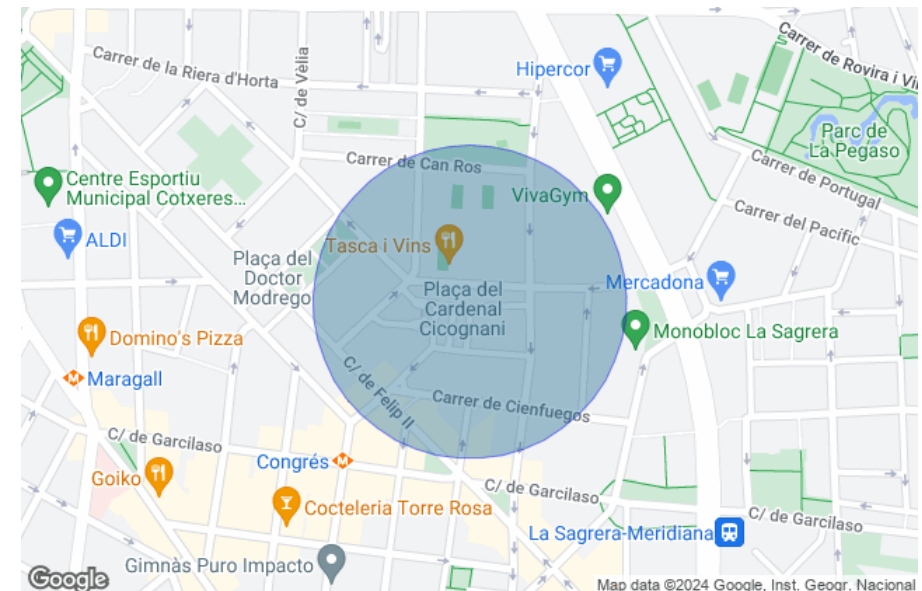 Carrer de la Riera d'Horta
C/ de Vèlia
Hipercor
Carrer de Rovira i Vi
Parc de
La Pegaso
Carrer de Can Ros
Carrer de Portugal
Centre Esportiu
Municipal Cotxeres...
VivaGym
Carrer del Pacífic
ALDI
Tasca i Vins
Plaça del
Doctor
Modrego
Plaça del
Cardenal
Cicognani
Mercadona
Domino's Pizza
Monobloc La Sagrera
Maragall
C/ de Felip II
Carrer de Cienfuegos
C/ de Garcilaso
Congrés
Goiko
C/ de Garcilaso
Cocteleria Torre Rosa
C/ de Garcilaso
La Sagrera-Meridiana
Gimnàs Puro Impacto
Google
Map data ©2024 Google, Inst. Geogr. Nacional